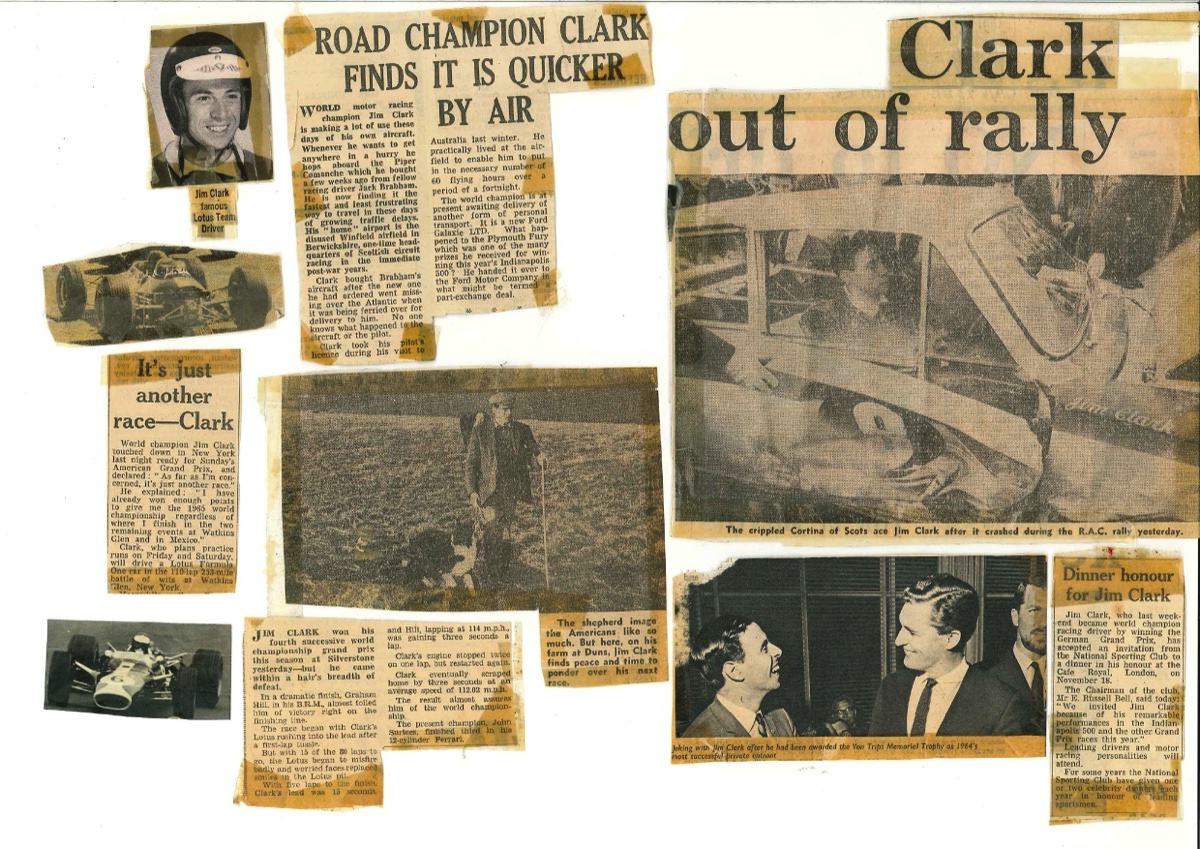 Jim Clark
famous
Lotus Team
Driver
It's just
another
race—Clark
World champion Jim Clark
touched down in New York
last night ready for Sunday's
American Grand Prix, and
declared: "As far as I'm con-
cerned, it's just another race."
He explained: "I have
already won enough points
to give me the 1965 world
championship regardless of
where I finish in the two
remaining events at Watkins
Glen and in Mexico."
Clark, who plans practice
runs on Friday and Saturday,
will drive a Lotus Formula
One car in the 110-lap 253-mile
battle of wits at Watkins
Glen, New York.
ROAD CHAMPION CLARK
FINDS IT IS QUICKER
BY AIR
WORLD motor racing
champion Jim Clark
is making a lot of use these
days of his own aircraft.
Whenever he wants to get
anywhere in a hurry he
hops aboard the Piper
Comanche which he bought
a few weeks ago from fellow
racing driver Jack Brabham.
He is now finding it the
fastest and least frustrating
way to travel in these days
of growing traffic delays.
His "home" airport is the
disused Winfield airfield in
Berwickshire, one-time head-
quarters of Scottish circuit
racing in the immediate
post-war years.
Clark bought Brabham's
aircraft after the new one
he had ordered went miss-
ing over the Atlantic when
it was being ferried over for
delivery to him. No one
knows what happened to the
aircraft or the pilot.
Clark took his pilot's
licence during his visit to
Australia last winter. He
practically lived at the air-
field to enable him to put
in the necessary number of
60 flying hours over a
period of a fortnight.
The world champion is at
present awaiting delivery of
another form of personal
transport. It is a new Ford
Galaxie LTD. What hap-
pened to the Plymouth Fury
which was one of the many
prizes he received for win-
ning this year's Indianapolis
500? He handed it over to
the Ford Motor Company in
what might be termed a
part-exchange deal.
The shepherd image
the Americans like so
much. But here, on his
farm at Duns, Jim Clark
finds peace and time to
ponder over his next
race.
JIM CLARK won his
fourth successive world
championship grand prix
this season at Silverstone
yesterday—but he came
within a hair's breadth of
defeat.
In a dramatic finish, Graham
Hill, in his B.R.M., almost foiled
him of victory right on the
finishing line.
The race began with Clark's
Lotus rushing into the lead after
a first-lap tussle.
But with 15 of the 80 laps to
go, the Lotus began to misfire
badly and worried faces replaced
smiles in the Lotus pit.
With five laps to the finish,
Clark's lead was 15 seconds,
and Hill, lapping at 114 m.p.h.,
was gaining three seconds a
lap.
Clark's engine stopped twice
on one lap, but restarted again.
Clark eventually scraped
home by three seconds at an
average speed of 112.02 m.p.h.
The result almost assures
him of the world champion-
ship.
The present champion, John
Surtees, finished third in his
12-cylinder Ferrari.
Clark
out of rally
Jim Clark
The crippled Cortina of Scots ace Jim Clark after it crashed during the R.A.C. rally yesterday.
Joking with Jim Clark after he had been awarded the Von Trips Memorial Trophy as 1964's
most successful private entrant
Dinner honour
for Jim Clark
Jim Clark, who last week-
end became world champion
racing driver by winning the
German Grand Prix, has
accepted an invitation from
the National Sporting Club to
a dinner in his honour at the
Cafe Royal, London, on
November 18.
The Chairman of the club,
Mr E. Russell Bell, said today:
"We invited Jim Clark
because of his remarkable
performances in the Indian-
apolis 500 and the other Grand
Prix races this year."
Leading drivers and motor
racing personalities will
attend.
For some years the National
Sporting Club have given one
or two celebrity dinners each
year in honour of leading
sportsmen.